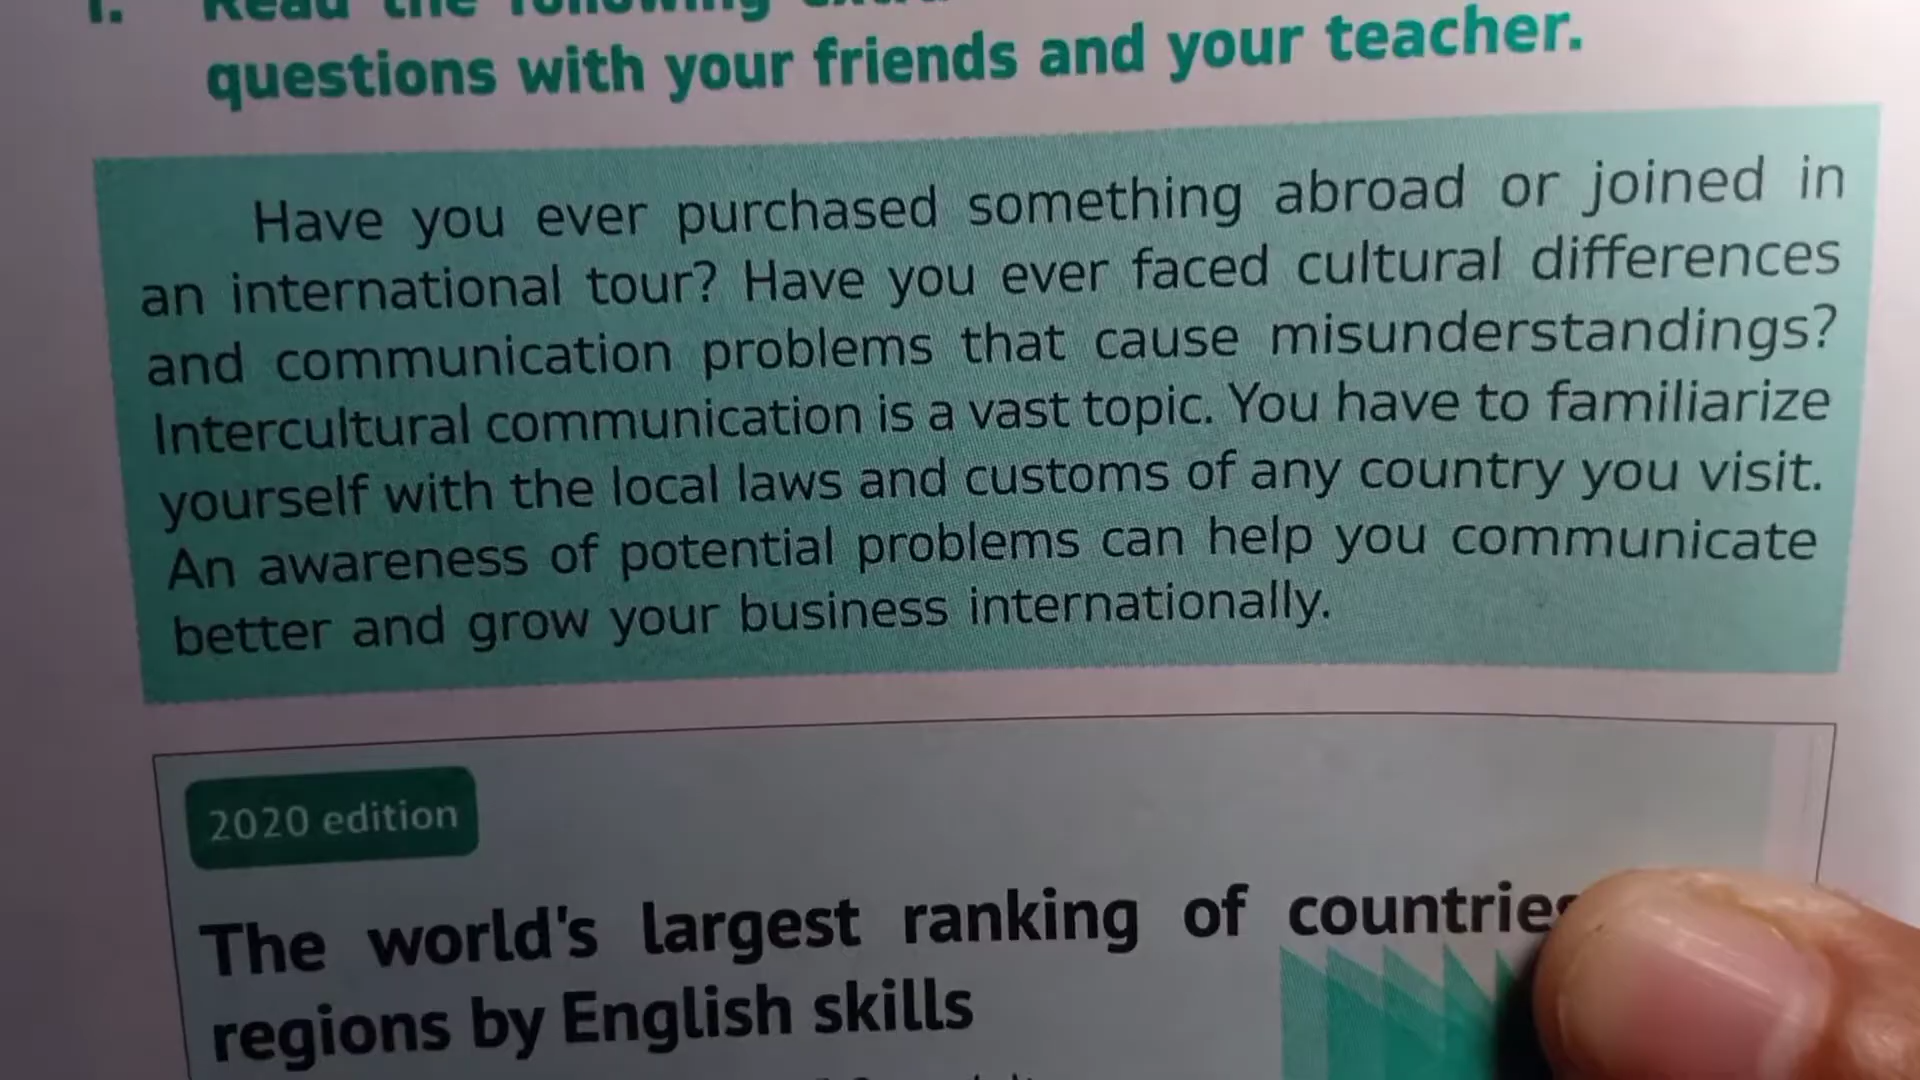 1. Read the following
questions with your friends and your teacher.
Have you ever purchased something abroad or joined in
an international tour? Have you ever faced cultural differences
and communication problems that cause misunderstandings?
Intercultural communication is a vast topic. You have to familiarize
yourself with the local laws and customs of any country you visit.
An awareness of potential problems can help you communicate
better and grow your business internationally.
2020 edition
The world's largest ranking of countries
regions by English skills